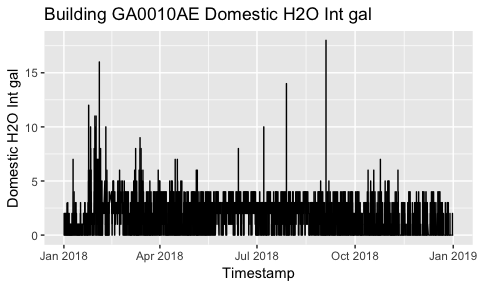 Building GA0010AE Domestic H2O Int gal
Domestic H2O Int gal
15
10
5
0
Jan 2018
Apr 2018
Jul 2018
Oct 2018
Jan 2019
Timestamp